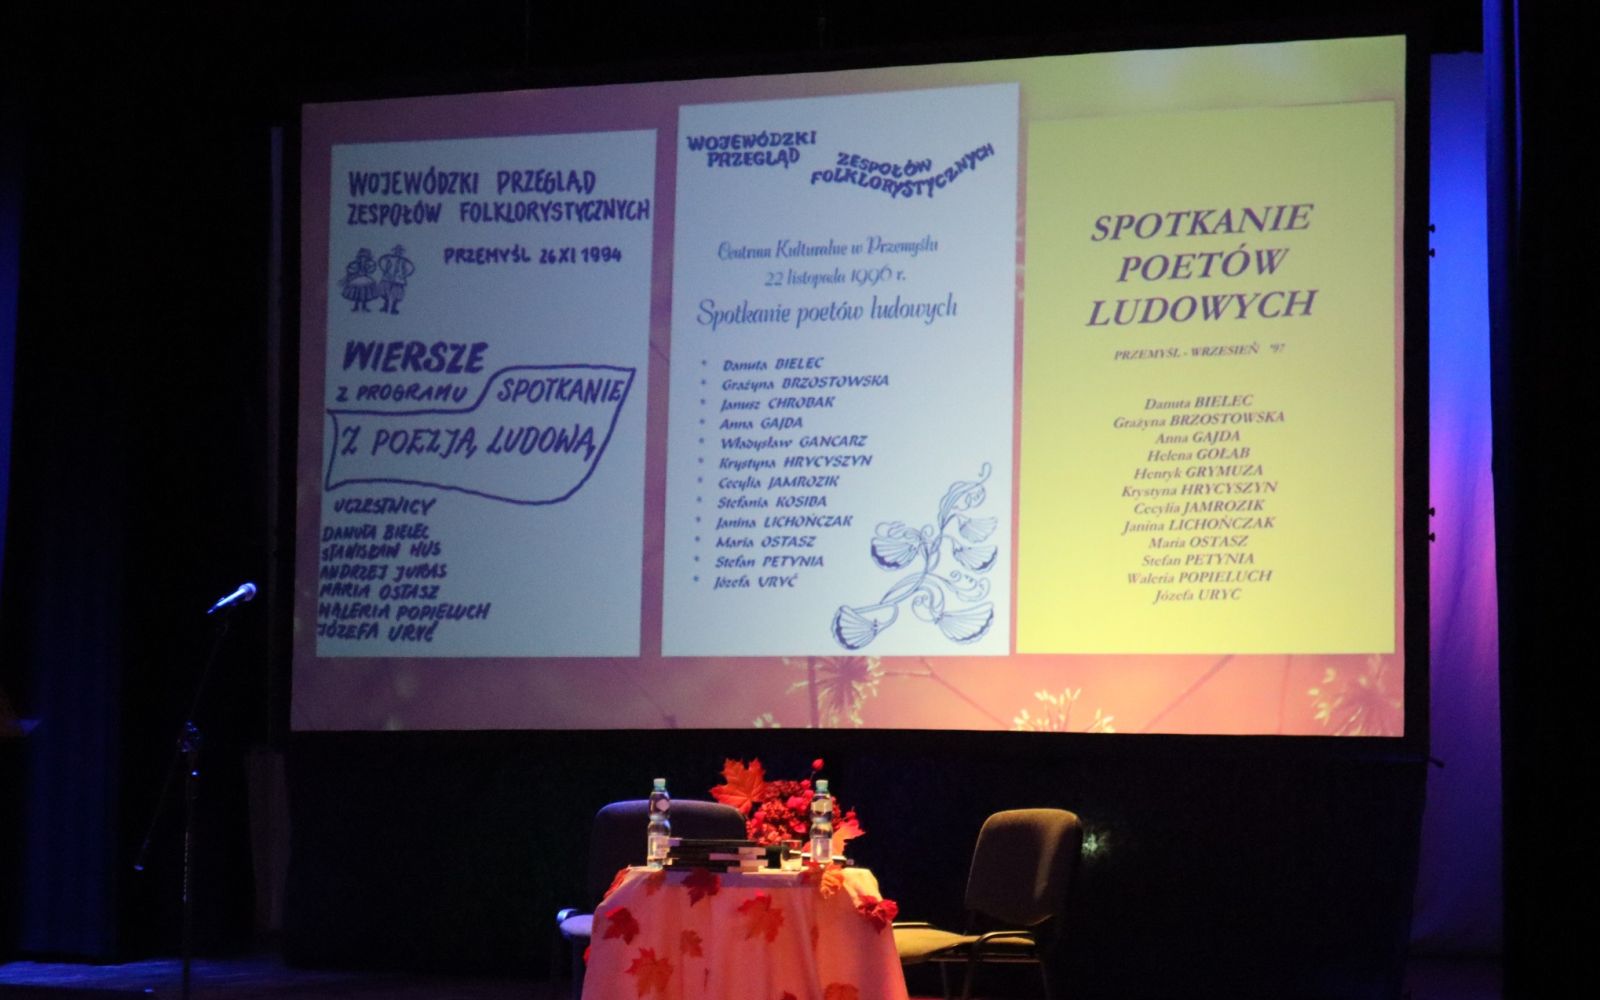 WOJEWÓDZKI PRZEGLĄD
ZESPOŁÓW FOLKLORYSTYCZNYCH
PRZEMYŚL 26 XI 1994
WIERSZE
Z PROGRAMU SPOTKANIE
Z POEZJĄ LUDOWĄ
UCZESTNICY
DANUTA BIELEC
STANISŁAW HUS
ANDRZEJ JURAS
MARIA OSTASZ
WALERIA POPIELUCH
JÓZEFA URYĆ
WOJEWÓDZKI
PRZEGLĄD
ZESPOŁÓW
FOLKLORYSTYCZNYCH
Centrum Kulturalne w Przemyślu
22 listopada 1996 r.
Spotkanie poetów ludowych
* Danuta BIELEC
* Grażyna BRZOSTOWSKA
* Janusz CHROBAK
* Anna GAJDA
* Władysław GANCARZ
* Krystyna HRYCYSZYN
* Cecylia JAMROZIK
* Stefania KOSIBA
* Janina LICHOŃCZAK
* Maria OSTASZ
* Stefan PETYNIA
* Józefa URYĆ
SPOTKANIE
POETÓW
LUDOWYCH
PRZEMYŚL - WRZESIEŃ '97
Danuta BIELEC
Grażyna BRZOSTOWSKA
Anna GAJDA
Helena GOŁĄB
Henryk GRYMUZA
Krystyna HRYCYSZYN
Cecylia JAMROZIK
Janina LICHOŃCZAK
Maria OSTASZ
Stefan PETYNIA
Waleria POPIELUCH
Józefa URYĆ